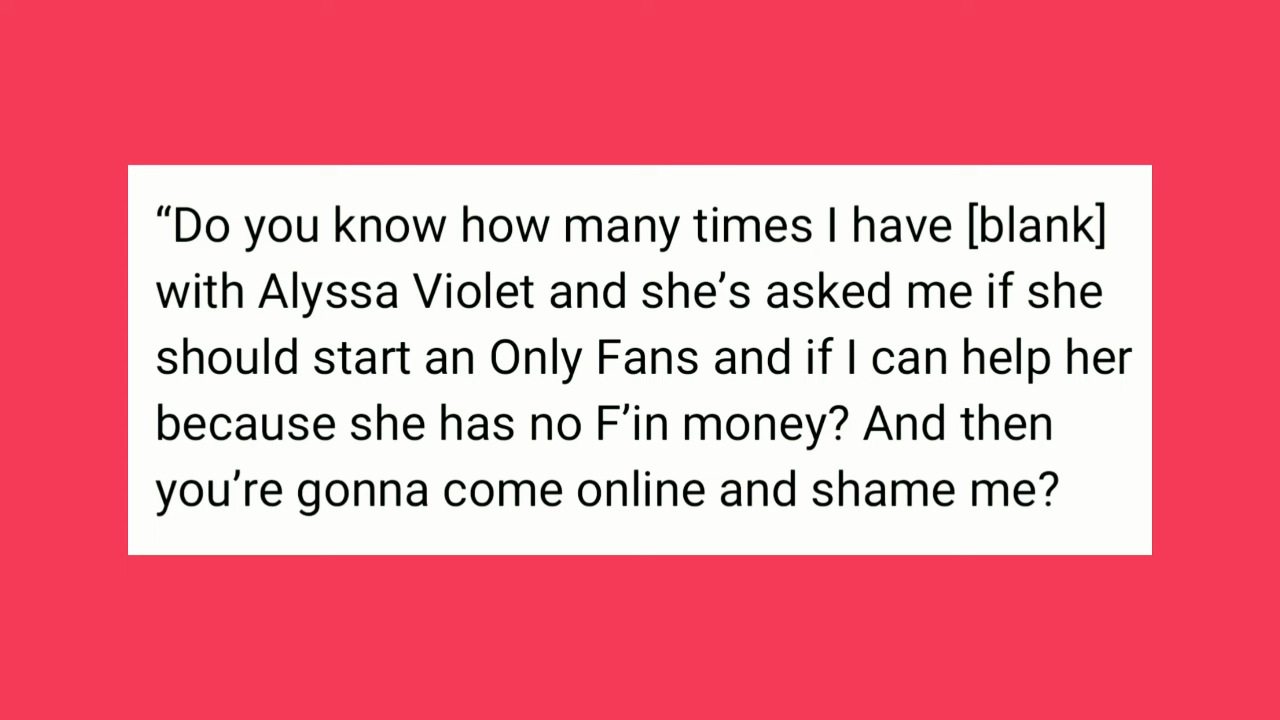 “Do you know how many times I have [blank]
with Alyssa Violet and she’s asked me if she
should start an Only Fans and if I can help her
because she has no F’in money? And then
you’re gonna come online and shame me?